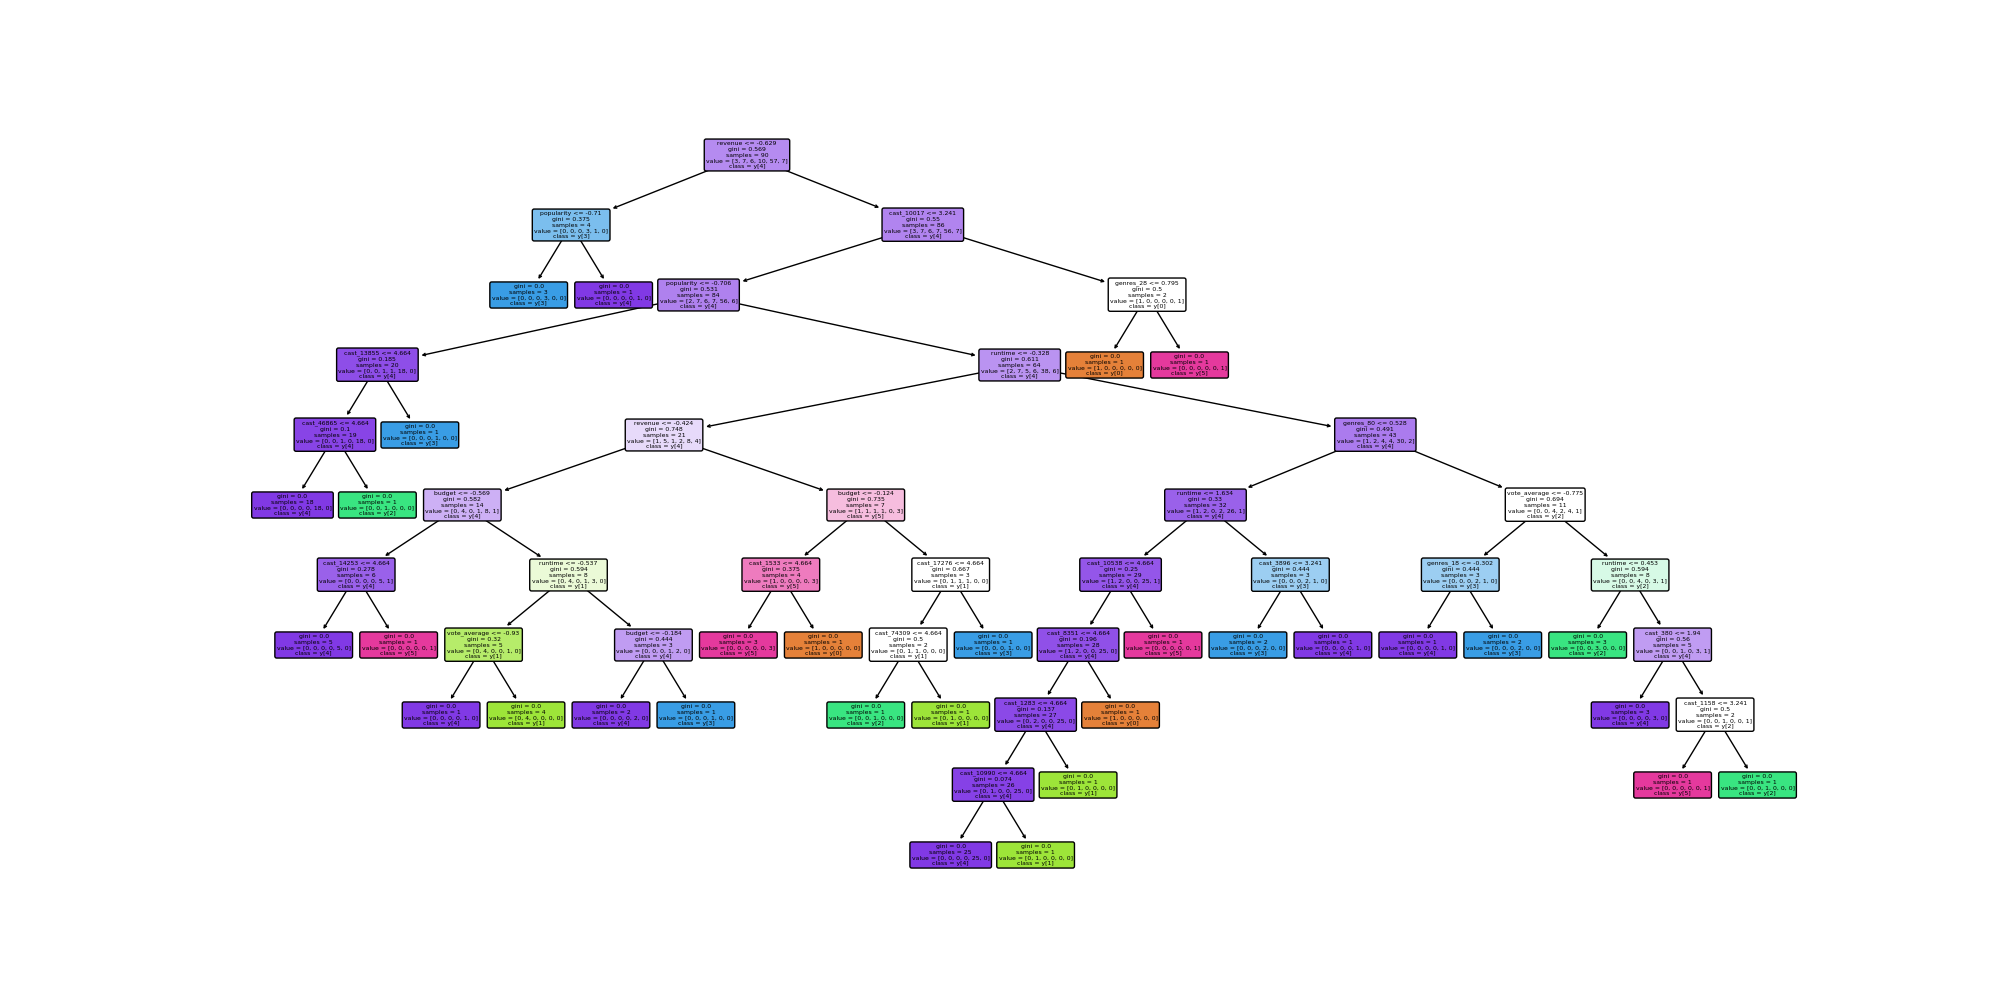 revenue <= -0.629
gini = 0.569
samples = 90
value = [3, 7, 6, 10, 57, 7]
class = y[4]
popularity <= -0.71
gini = 0.375
samples = 4
value = [0, 0, 0, 3, 1, 0]
class = y[3]
cast_10017 <= 3.241
gini = 0.55
samples = 86
value = [3, 7, 6, 7, 56, 7]
class = y[4]
gini = 0.0
samples = 3
value = [0, 0, 0, 3, 0, 0]
class = y[3]
gini = 0.0
samples = 1
value = [0, 0, 0, 0, 1, 0]
class = y[4]
popularity <= -0.706
gini = 0.531
samples = 84
value = [2, 7, 6, 7, 56, 6]
class = y[4]
genres_28 <= 0.795
gini = 0.5
samples = 2
value = [1, 0, 0, 0, 0, 1]
class = y[0]
cast_13855 <= 4.664
gini = 0.185
samples = 20
value = [0, 0, 1, 1, 18, 0]
class = y[4]
runtime <= -0.328
gini = 0.611
samples = 64
value = [2, 7, 5, 6, 38, 6]
class = y[4]
gini = 0.0
samples = 1
value = [1, 0, 0, 0, 0, 0]
class = y[0]
gini = 0.0
samples = 1
value = [0, 0, 0, 0, 0, 1]
class = y[5]
cast_46865 <= 4.664
gini = 0.1
samples = 19
value = [0, 0, 1, 0, 18, 0]
class = y[4]
gini = 0.0
samples = 1
value = [0, 0, 0, 1, 0, 0]
class = y[3]
revenue <= -0.424
gini = 0.748
samples = 21
value = [1, 5, 1, 2, 8, 4]
class = y[4]
genres_80 <= 0.528
gini = 0.491
samples = 43
value = [1, 2, 4, 4, 30, 2]
class = y[4]
gini = 0.0
samples = 18
value = [0, 0, 0, 0, 18, 0]
class = y[4]
gini = 0.0
samples = 1
value = [0, 0, 1, 0, 0, 0]
class = y[2]
budget <= -0.569
gini = 0.582
samples = 14
value = [0, 4, 0, 1, 8, 1]
class = y[4]
budget <= -0.124
gini = 0.735
samples = 7
value = [1, 1, 1, 1, 0, 3]
class = y[5]
runtime <= 1.634
gini = 0.33
samples = 32
value = [1, 2, 0, 2, 26, 1]
class = y[4]
vote_average <= -0.775
gini = 0.694
samples = 11
value = [0, 0, 4, 2, 4, 1]
class = y[2]
cast_14253 <= 4.664
gini = 0.278
samples = 6
value = [0, 0, 0, 0, 5, 1]
class = y[4]
runtime <= -0.537
gini = 0.594
samples = 8
value = [0, 4, 0, 1, 3, 0]
class = y[1]
cast_1533 <= 4.664
gini = 0.375
samples = 4
value = [1, 0, 0, 0, 0, 3]
class = y[5]
cast_17276 <= 4.664
gini = 0.667
samples = 3
value = [0, 1, 1, 1, 0, 0]
class = y[1]
cast_10538 <= 4.664
gini = 0.25
samples = 29
value = [1, 2, 0, 0, 25, 1]
class = y[4]
cast_3896 <= 3.241
gini = 0.444
samples = 3
value = [0, 0, 0, 2, 1, 0]
class = y[3]
genres_18 <= -0.302
gini = 0.444
samples = 3
value = [0, 0, 0, 2, 1, 0]
class = y[3]
runtime <= 0.453
gini = 0.594
samples = 8
value = [0, 0, 4, 0, 3, 1]
class = y[2]
gini = 0.0
samples = 5
value = [0, 0, 0, 0, 5, 0]
class = y[4]
gini = 0.0
samples = 1
value = [0, 0, 0, 0, 0, 1]
class = y[5]
vote_average <= -0.93
gini = 0.32
samples = 5
value = [0, 4, 0, 0, 1, 0]
class = y[1]
budget <= -0.184
gini = 0.444
samples = 3
value = [0, 0, 0, 1, 2, 0]
class = y[4]
gini = 0.0
samples = 3
value = [0, 0, 0, 0, 0, 3]
class = y[5]
gini = 0.0
samples = 1
value = [1, 0, 0, 0, 0, 0]
class = y[0]
cast_74309 <= 4.664
gini = 0.5
samples = 2
value = [0, 1, 1, 0, 0, 0]
class = y[1]
gini = 0.0
samples = 1
value = [0, 0, 0, 1, 0, 0]
class = y[3]
cast_8351 <= 4.664
gini = 0.196
samples = 28
value = [1, 2, 0, 0, 25, 0]
class = y[4]
gini = 0.0
samples = 1
value = [0, 0, 0, 0, 0, 1]
class = y[5]
gini = 0.0
samples = 2
value = [0, 0, 0, 2, 0, 0]
class = y[3]
gini = 0.0
samples = 1
value = [0, 0, 0, 0, 1, 0]
class = y[4]
gini = 0.0
samples = 1
value = [0, 0, 0, 0, 1, 0]
class = y[4]
gini = 0.0
samples = 2
value = [0, 0, 0, 2, 0, 0]
class = y[3]
gini = 0.0
samples = 3
value = [0, 0, 3, 0, 0, 0]
class = y[2]
cast_380 <= 1.94
gini = 0.56
samples = 5
value = [0, 0, 1, 0, 3, 1]
class = y[4]
gini = 0.0
samples = 1
value = [0, 0, 0, 0, 1, 0]
class = y[4]
gini = 0.0
samples = 4
value = [0, 4, 0, 0, 0, 0]
class = y[1]
gini = 0.0
samples = 2
value = [0, 0, 0, 0, 2, 0]
class = y[4]
gini = 0.0
samples = 1
value = [0, 0, 0, 1, 0, 0]
class = y[3]
gini = 0.0
samples = 1
value = [0, 0, 1, 0, 0, 0]
class = y[2]
gini = 0.0
samples = 1
value = [0, 1, 0, 0, 0, 0]
class = y[1]
cast_1283 <= 4.664
gini = 0.137
samples = 27
value = [0, 2, 0, 0, 25, 0]
class = y[4]
gini = 0.0
samples = 1
value = [1, 0, 0, 0, 0, 0]
class = y[0]
gini = 0.0
samples = 3
value = [0, 0, 0, 0, 3, 0]
class = y[4]
cast_1158 <= 3.241
gini = 0.5
samples = 2
value = [0, 0, 1, 0, 0, 1]
class = y[2]
cast_10990 <= 4.664
gini = 0.074
samples = 26
value = [0, 1, 0, 0, 25, 0]
class = y[4]
gini = 0.0
samples = 1
value = [0, 1, 0, 0, 0, 0]
class = y[1]
gini = 0.0
samples = 1
value = [0, 0, 0, 0, 0, 1]
class = y[5]
gini = 0.0
samples = 1
value = [0, 0, 1, 0, 0, 0]
class = y[2]
gini = 0.0
samples = 25
value = [0, 0, 0, 0, 25, 0]
class = y[4]
gini = 0.0
samples = 1
value = [0, 1, 0, 0, 0, 0]
class = y[1]